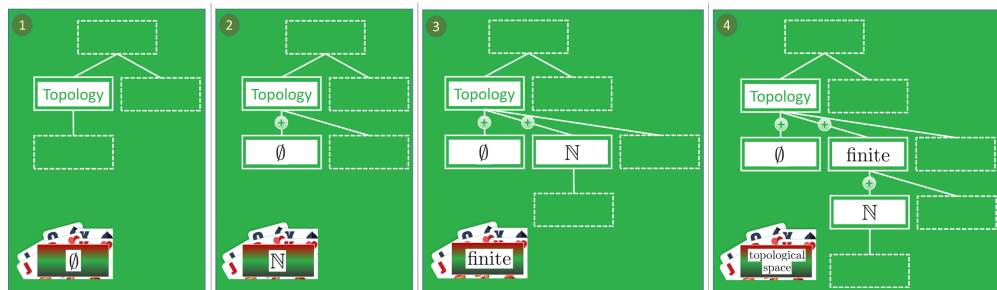 1
Topology
∅
2
Topology
∅
ℕ
3
Topology
∅ ℕ
finite
4
Topology
∅ finite
ℕ
topological
space